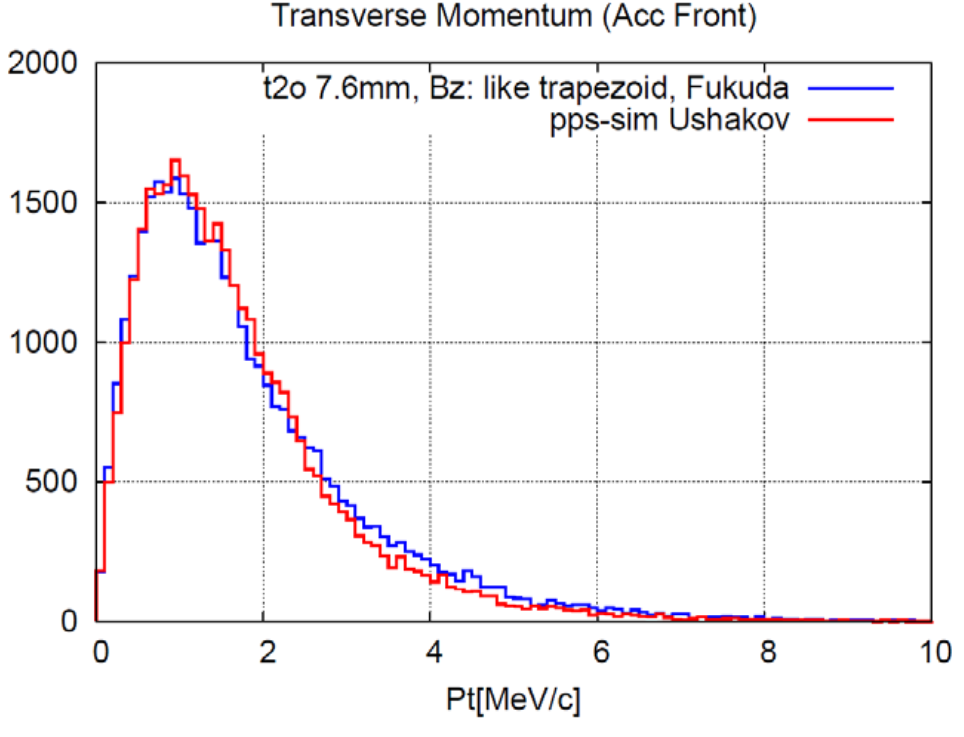 Transverse Momentum (Acc Front)
2000
t2o 7.6mm, Bz: like trapezoid, Fukuda
pps-sim Ushakov
1500
1000
500
0
0 2 4 6 8 10
Pt[MeV/c]